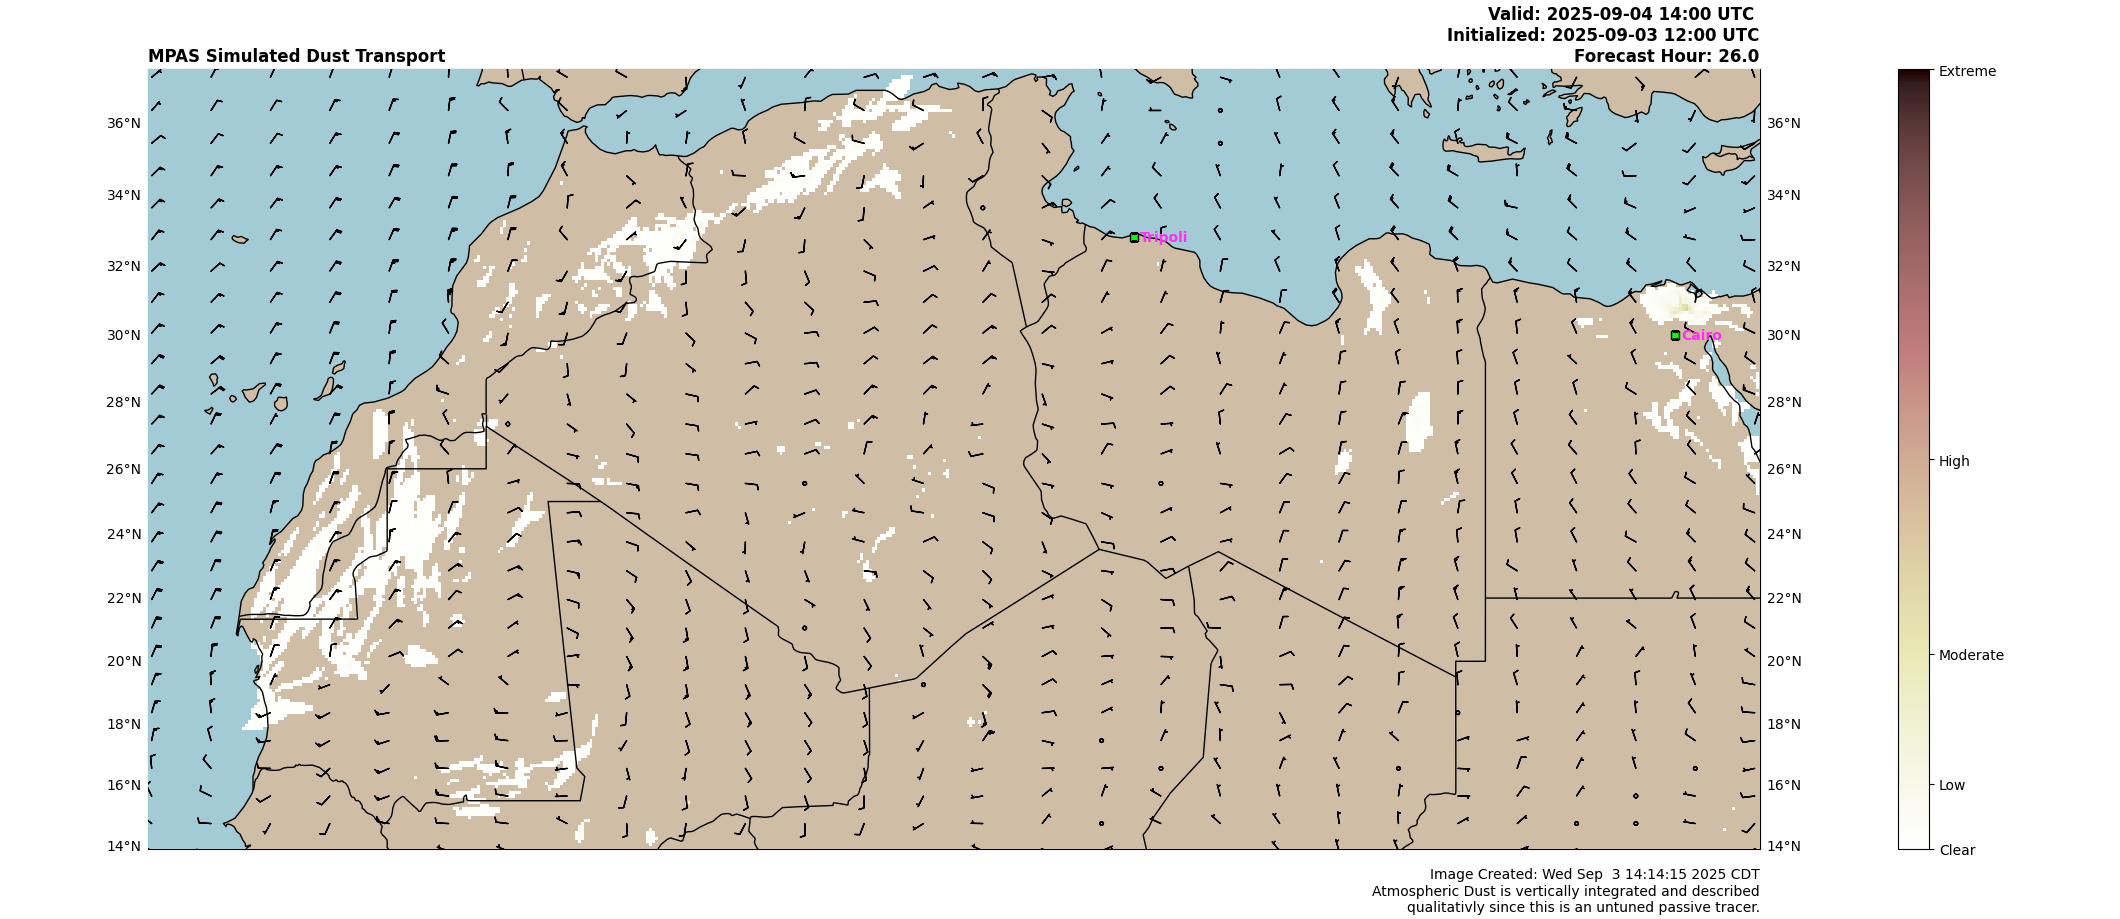 Valid: 2025-09-04 14:00 UTC
Initialized: 2025-09-03 12:00 UTC
MPAS Simulated Dust Transport
Forecast Hour: 26.0
Extreme
36°N
36°N
34°N
34°N
Tripoli
32°N
32°N
30°N
Cairo
30°N
28°N
28°N
High
26°N
26°N
24°N
24°N
22°N
22°N
20°N
20°N
Moderate
18°N
18°N
16°N
16°N
Low
14°N
14°N
Clear
Image Created: Wed Sep  3 14:14:15 2025 CDT
Atmospheric Dust is vertically integrated and described
qualitativly since this is an untuned passive tracer.